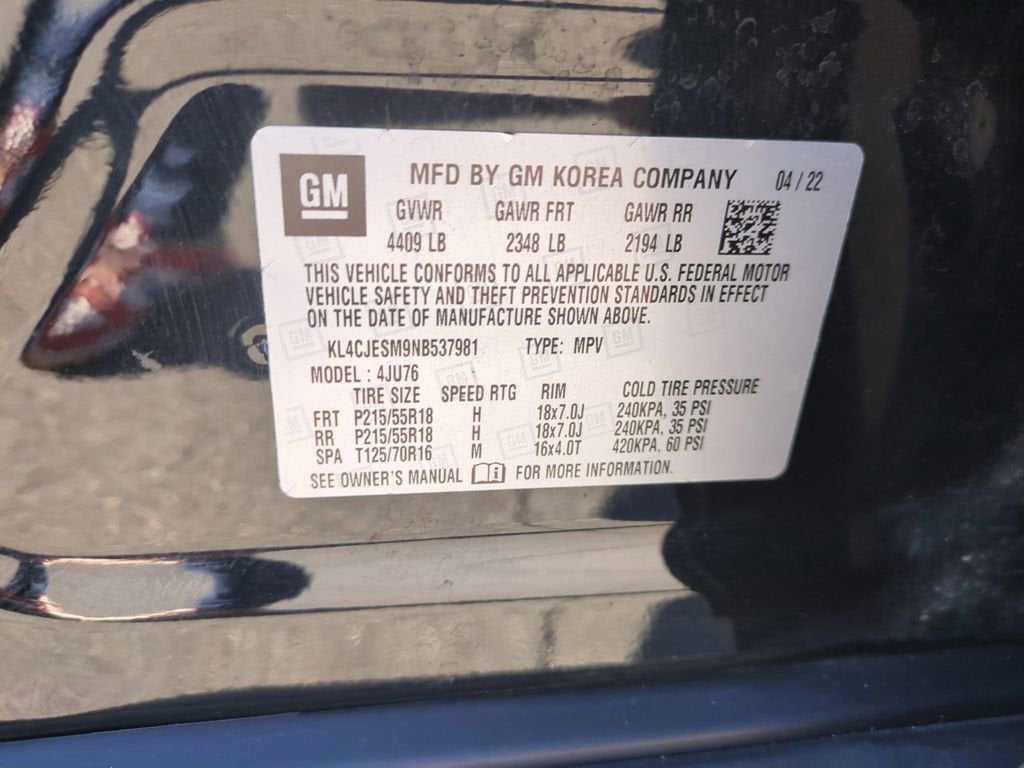 GM
MFD BY GM KOREA COMPANY 04 / 22
GVWR GAWR FRT GAWR RR
4409 LB 2348 LB 2194 LB
THIS VEHICLE CONFORMS TO ALL APPLICABLE U.S. FEDERAL MOTOR
VEHICLE SAFETY AND THEFT PREVENTION STANDARDS IN EFFECT
ON THE DATE OF MANUFACTURE SHOWN ABOVE.
KL4CJESM9NB537981 TYPE: MPV
MODEL : 4JU76
TIRE SIZE SPEED RTG RIM COLD TIRE PRESSURE
FRT P215/55R18 H 18x7.0J 240KPA, 35 PSI
RR P215/55R18 H 18x7.0J 240KPA, 35 PSI
SPA T125/70R16 M 16x4.0T 420KPA, 60 PSI
SEE OWNER'S MANUAL FOR MORE INFORMATION.